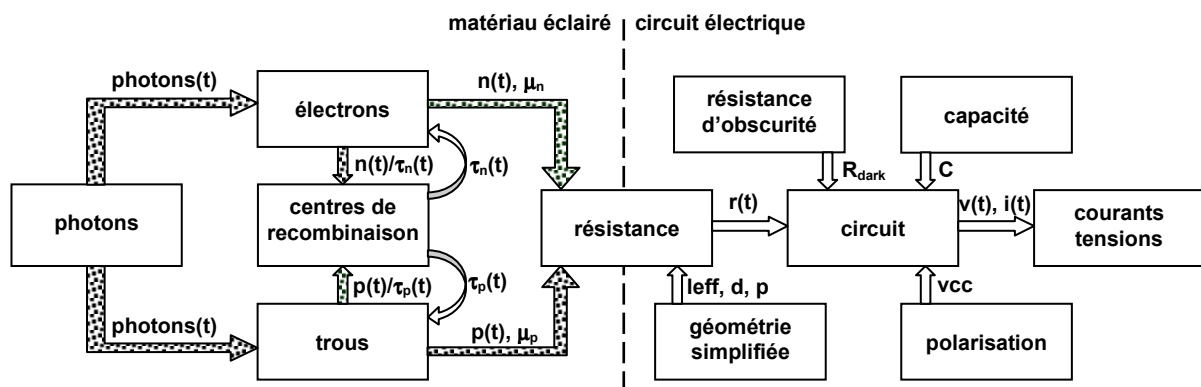 matériau éclairé
circuit électrique
photons(t)
électrons
n(t), μn
résistance
d’obscurité
capacité
n(t)/τn(t)
τn(t)
Rdark
C
photons
centres de
recombinaison
résistance
r(t)
circuit
v(t), i(t)
courants
tensions
p(t)/τp(t)
τp(t)
leff, d, p
vcc
photons(t)
trous
p(t), μp
géométrie
simplifiée
polarisation